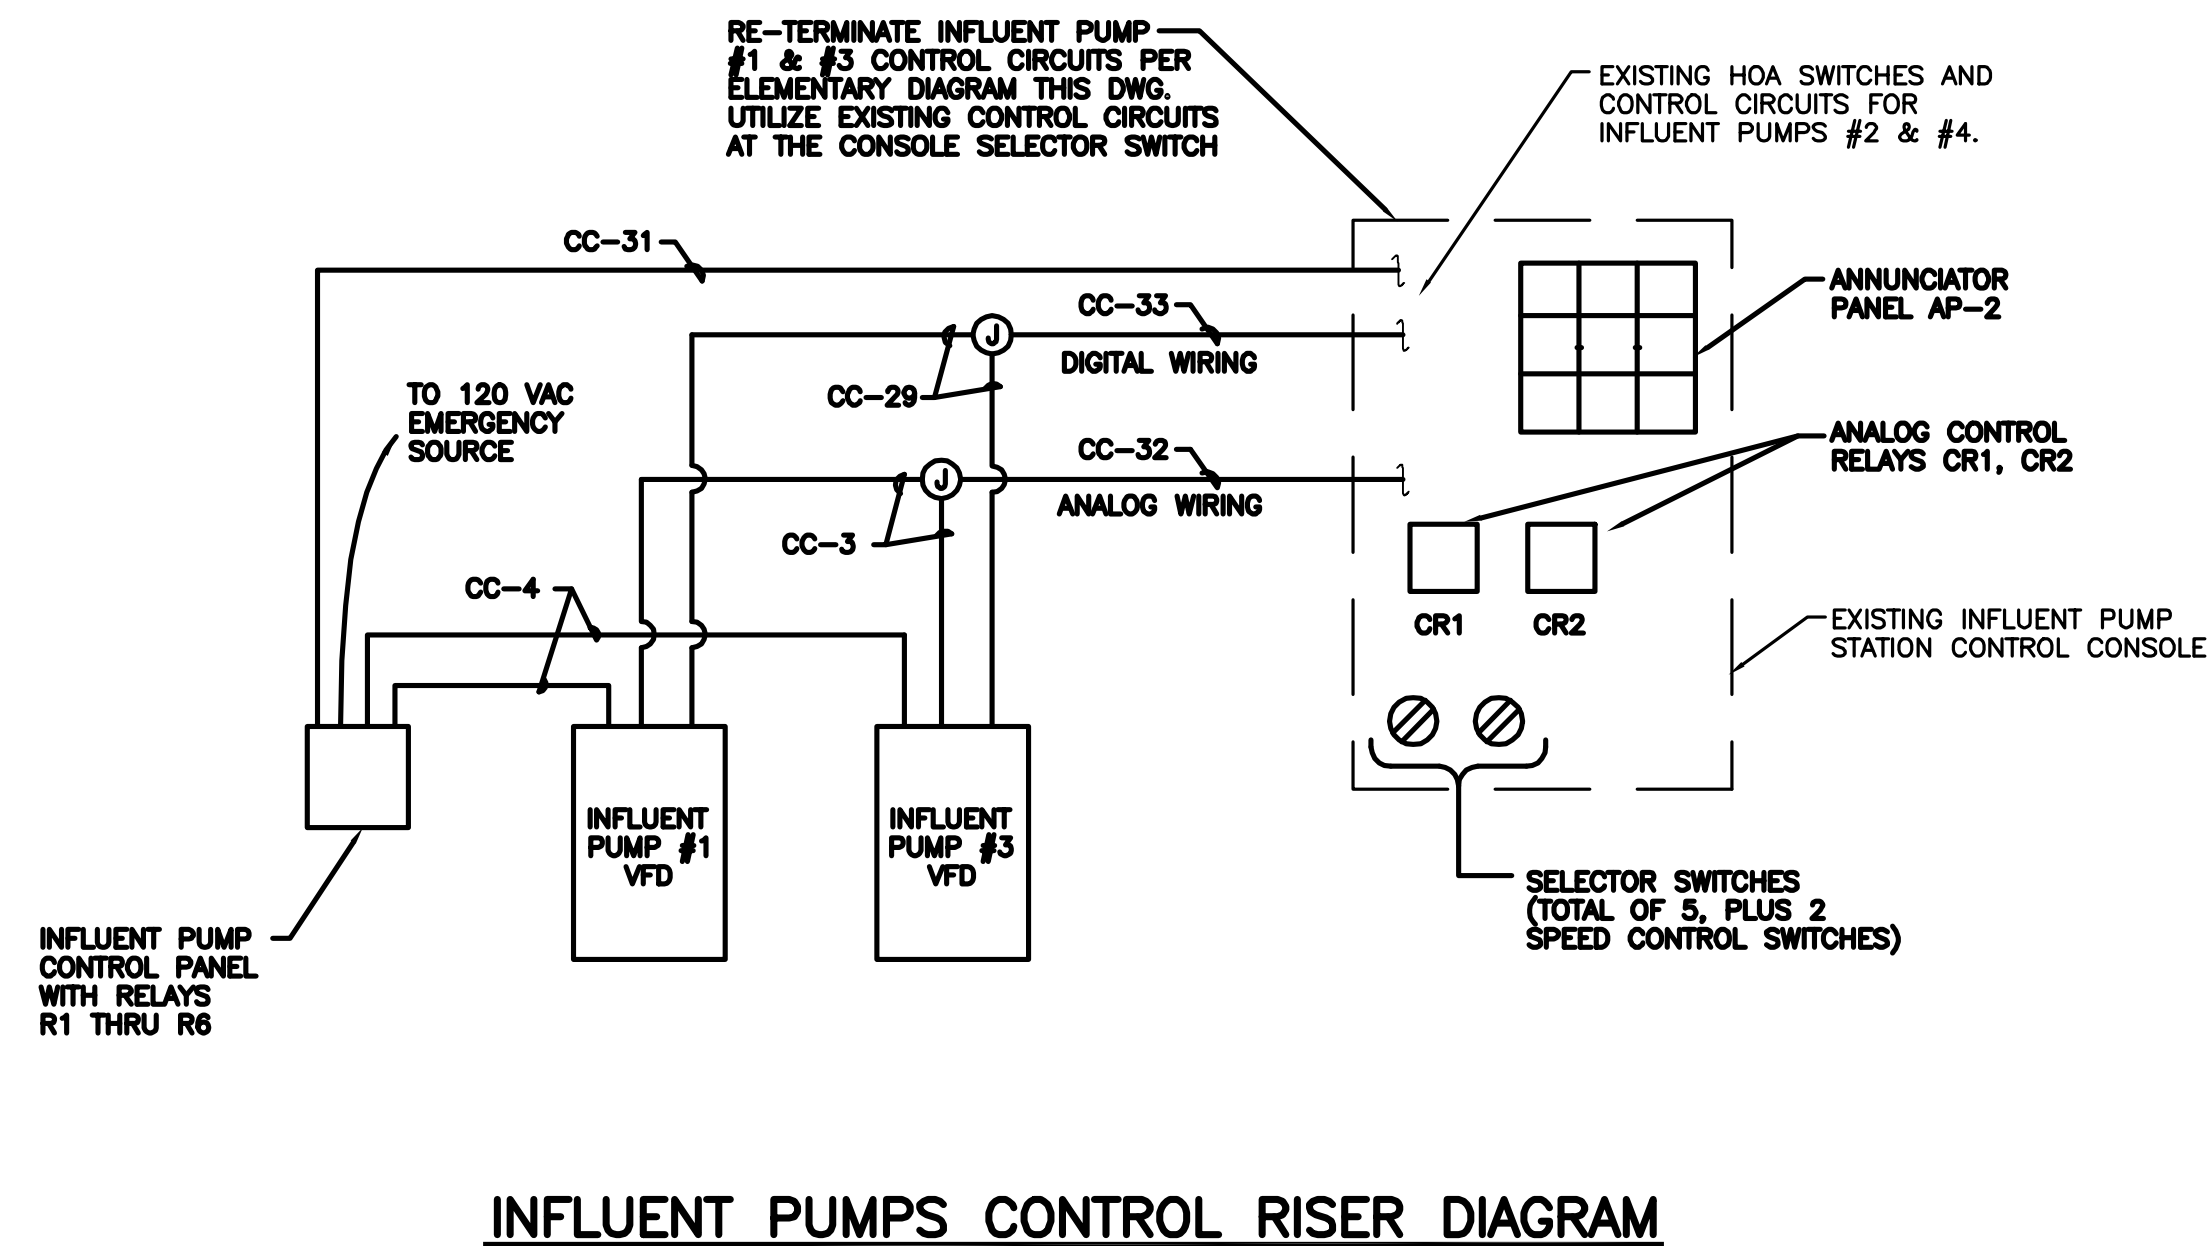 RE-TERMINATE INFLUENT PUMP
#1 & #3 CONTROL CIRCUITS PER
ELEMENTARY DIAGRAM THIS DWG.
UTILIZE EXISTING CONTROL CIRCUITS
AT THE CONSOLE SELECTOR SWITCH
EXISTING HOA SWITCHES AND
CONTROL CIRCUITS FOR
INFLUENT PUMPS #2 & #4.
CC-31
CC-33
J
DIGITAL WIRING
ANNUNCIATOR
PANEL AP-2
CC-29
TO 120 VAC
EMERGENCY
SOURCE
CC-32
J
ANALOG WIRING
ANALOG CONTROL
RELAYS CR1, CR2
CC-3
CC-4
CR1
CR2
EXISTING INFLUENT PUMP
STATION CONTROL CONSOLE
INFLUENT
PUMP #1
VFD
INFLUENT
PUMP #3
VFD
SELECTOR SWITCHES
(TOTAL OF 5, PLUS 2
SPEED CONTROL SWITCHES)
INFLUENT PUMP
CONTROL PANEL
WITH RELAYS
R1 THRU R6
INFLUENT PUMPS CONTROL RISER DIAGRAM